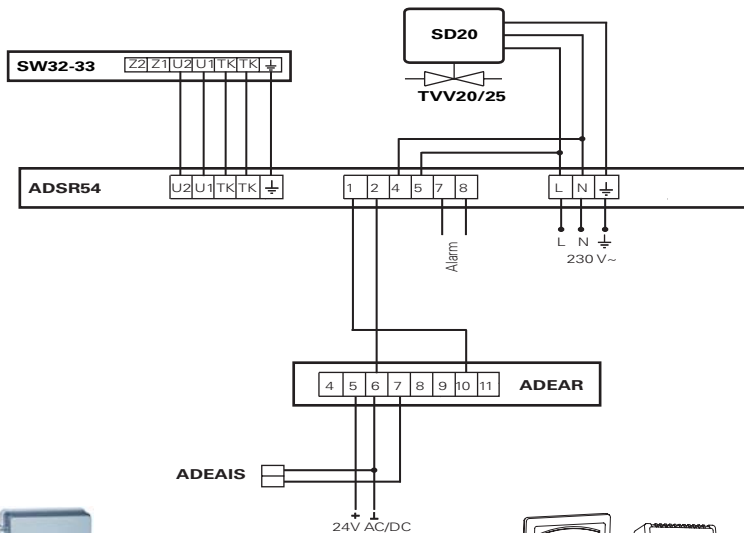 SD20
SW32-33 Z2 Z1 U2 U1 TK TK ⏚
TVV20/25
ADSR54 U2 U1 TK TK ⏚ 1 2 4 5 7 8 L N ⏚
Alarm
L N ⏚
230 V~
4 5 6 7 8 9 10 11 ADEAR
ADEAIS
+ ⊥
24V AC/DC